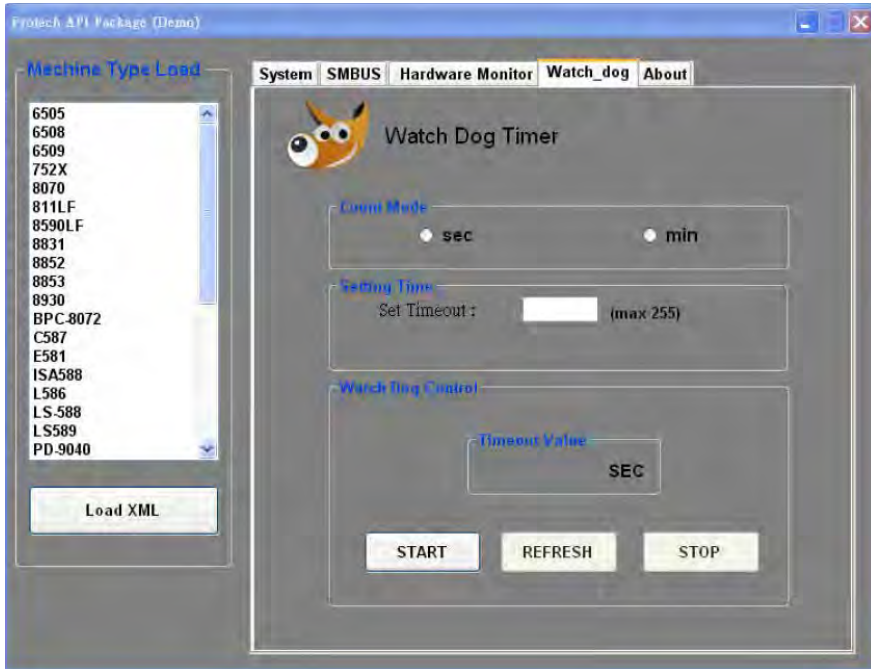 Protech API Package (Demo)
Mechine Type Load
6505
6508
6509
752X
8070
811LF
8590LF
8831
8852
8853
8930
BPC-8072
C587
E581
ISA588
L586
LS-588
LS589
PD-9040
Load XML
System SMBUS Hardware Monitor Watch_dog About
Watch Dog Timer
Count Mode
sec min
Setting Time
Set Timeout : (max 255)
Watch Dog Control
Timeout Value
SEC
START REFRESH STOP